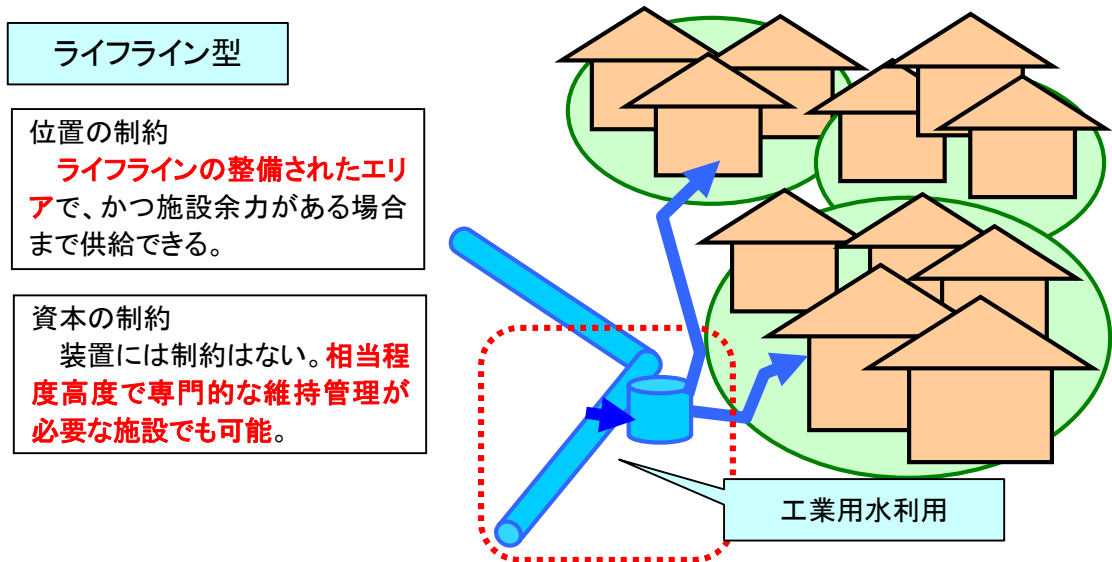 ライフライン型
位置の制約
ライフラインの整備されたエリ
アで、かつ施設余力がある場合
まで供給できる。
資本の制約
装置には制約はない。相当程
度高度で専門的な維持管理が
必要な施設でも可能。
工業用水利用